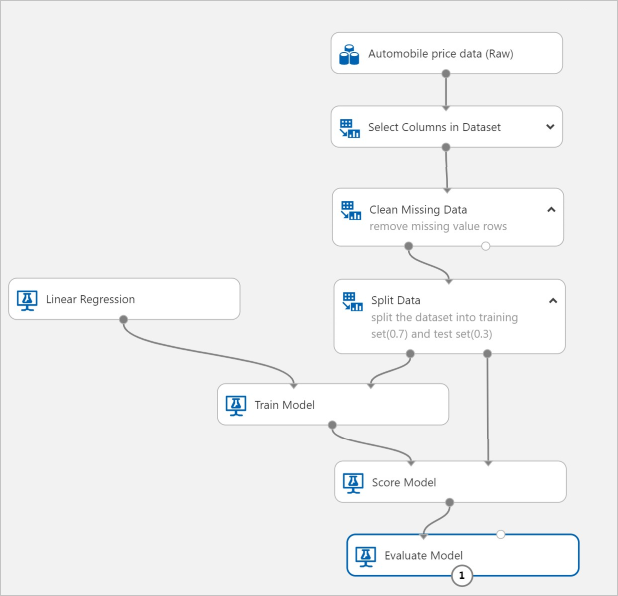 Automobile price data (Raw)
Select Columns in Dataset
Clean Missing Data
remove missing value rows
Linear Regression
Split Data
split the dataset into training
set(0.7) and test set(0.3)
Train Model
Score Model
Evaluate Model
1